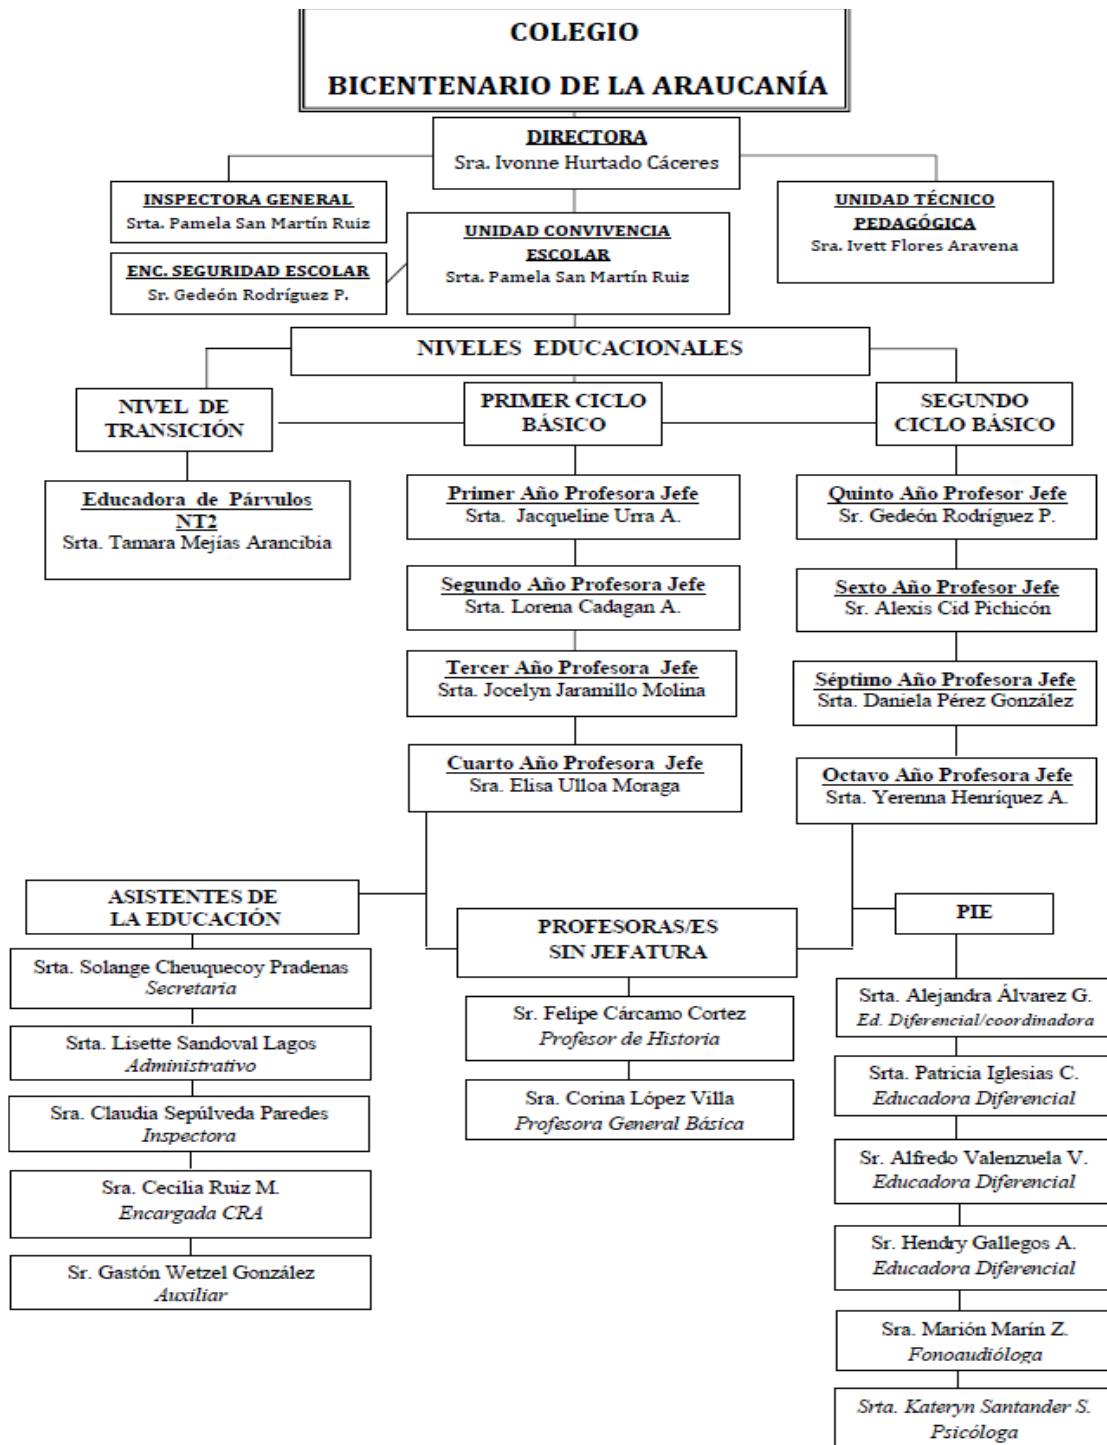 COLEGIO
BICENTENARIO DE LA ARAUCANÍA
DIRECTORA
Sra. Ivonne Hurtado Cáceres
INSPECTORA GENERAL
Srta. Pamela San Martín Ruiz
UNIDAD TÉCNICO
PEDAGÓGICA
Sra. Ivett Flores Aravena
UNIDAD CONVIVENCIA
ESCOLAR
Srta. Pamela San Martín Ruiz
ENC. SEGURIDAD ESCOLAR
Sr. Gedeón Rodríguez P.
NIVELES EDUCACIONALES
NIVEL DE
TRANSICIÓN
PRIMER CICLO
BÁSICO
SEGUNDO
CICLO BÁSICO
Educadora de Párvulos
NT2
Srta. Tamara Mejías Arancibia
Primer Año Profesora Jefe
Srta. Jacqueline Urra A.
Segundo Año Profesora Jefe
Srta. Lorena Cadagan A.
Tercer Año Profesora Jefe
Srta. Jocelyn Jaramillo Molina
Cuarto Año Profesora Jefe
Sra. Elisa Ulloa Moraga
Quinto Año Profesor Jefe
Sr. Gedeón Rodríguez P.
Sexto Año Profesor Jefe
Sr. Alexis Cid Pichicón
Séptimo Año Profesora Jefe
Srta. Daniela Pérez González
Octavo Año Profesora Jefe
Srta. Yerenna Henríquez A.
ASISTENTES DE
LA EDUCACIÓN
Srta. Solange Cheuquecoy Pradenas
Secretaria
Srta. Lisette Sandoval Lagos
Administrativo
Sra. Claudia Sepúlveda Paredes
Inspectora
Sra. Cecilia Ruiz M.
Encargada CRA
Sr. Gastón Wetzel González
Auxiliar
PROFESORAS/ES
SIN JEFATURA
Sr. Felipe Cárcamo Cortez
Profesor de Historia
Sra. Corina López Villa
Profesora General Básica
PIE
Srta. Alejandra Álvarez G.
Ed. Diferencial/coordinadora
Srta. Patricia Iglesias C.
Educadora Diferencial
Sr. Alfredo Valenzuela V.
Educadora Diferencial
Sr. Hendry Gallegos A.
Educadora Diferencial
Sra. Marión Marín Z.
Fonoaudióloga
Srta. Kateryn Santander S.
Psicóloga